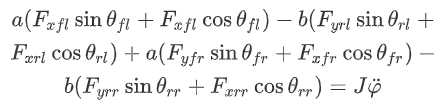 a(F_{xfl} sin θ_{fl} + F_{xfl} cos θ_{fl}) − b(F_{yrl} sin θ_{rl} +
F_{xrl} cos θ_{rl}) + a(F_{yfr} sin θ_{fr} + F_{xfr} cos θ_{fr}) −
b(F_{yrr} sin θ_{rr} + F_{xrr} cos θ_{rr}) = Jφ̈